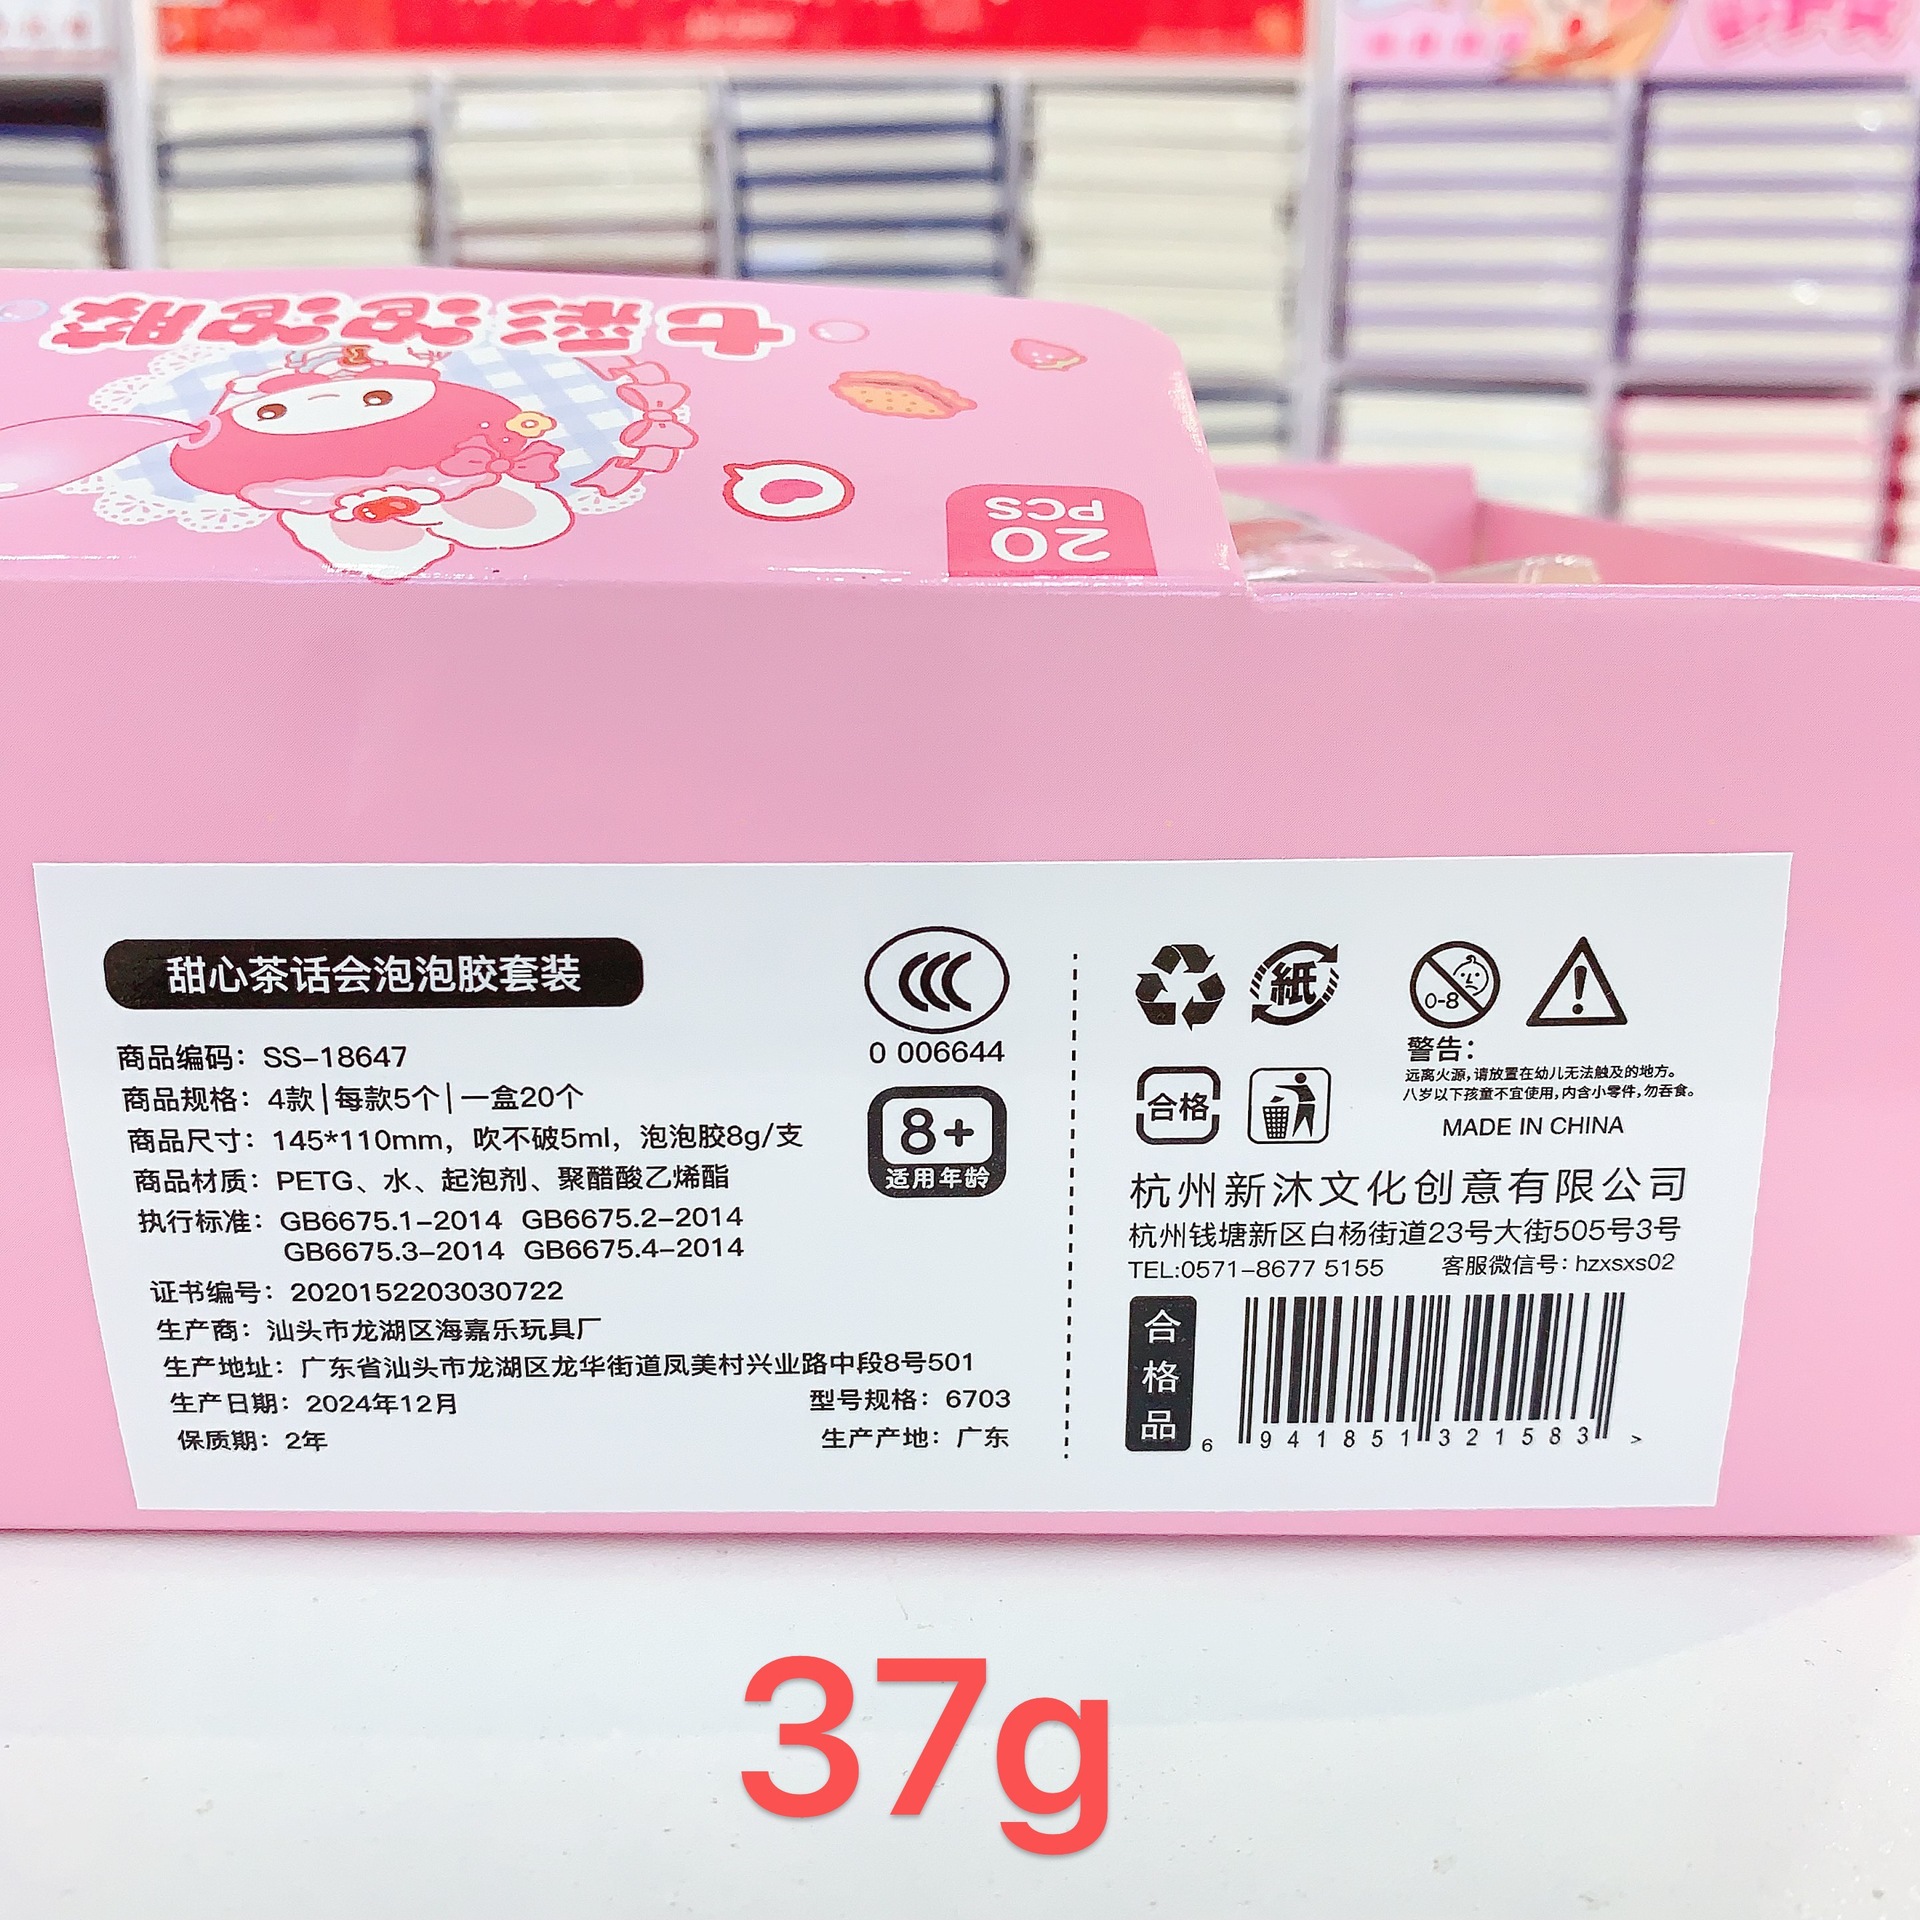 七彩泡泡胶
20
PCS
甜心茶话会泡泡胶套装
商品编码：SS-18647
商品规格：4款|每款5个|一盒20个
商品尺寸：145*110mm，吹不破5ml，泡泡胶8g/支
商品材质：PETG、水、起泡剂、聚醋酸乙烯酯
执行标准：GB6675.1-2014 GB6675.2-2014
GB6675.3-2014 GB6675.4-2014
证书编号：2020152203030722
生产商：汕头市龙湖区海嘉乐玩具厂
生产地址：广东省汕头市龙湖区龙华街道凤美村兴业路中段8号501
生产日期：2024年12月
型号规格：6703
保质期：2年
生产产地：广东
0 006644
8+
适用年龄
紙
0-8
合格
警告：
远离火源，请放置在幼儿无法触及的地方。
八岁以下孩童不宜使用，内含小零件，勿吞食。
MADE IN CHINA
杭州新沐文化创意有限公司
杭州钱塘新区白杨街道23号大街505号3号
TEL:0571-8677 5155 客服微信号：hzxsxs02
合格品
6 941851 321583 >
37g